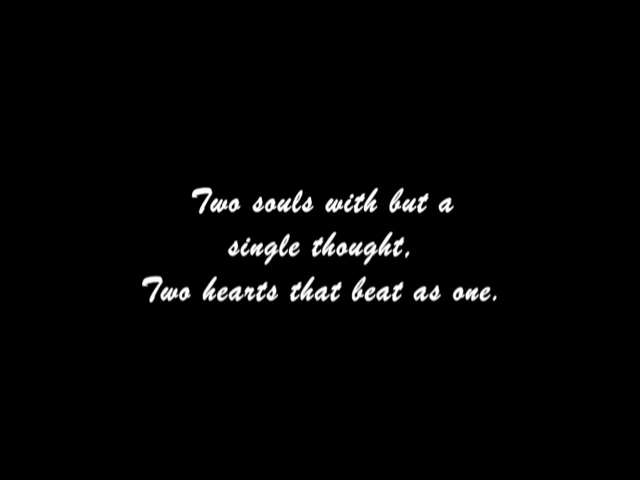 Two souls with but a
single thought,
Two hearts that beat as one.